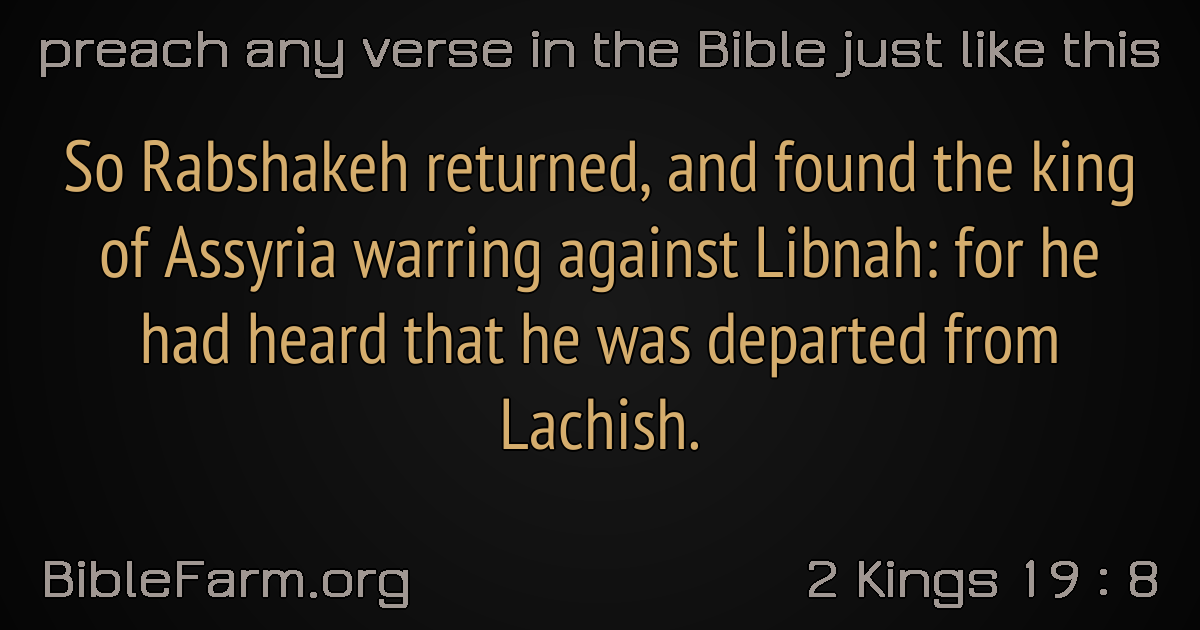 preach any verse in the Bible just like this
So Rabshakeh returned, and found the king
of Assyria warring against Libnah: for he
had heard that he was departed from
Lachish.
BibleFarm.org
2 Kings 19 : 8